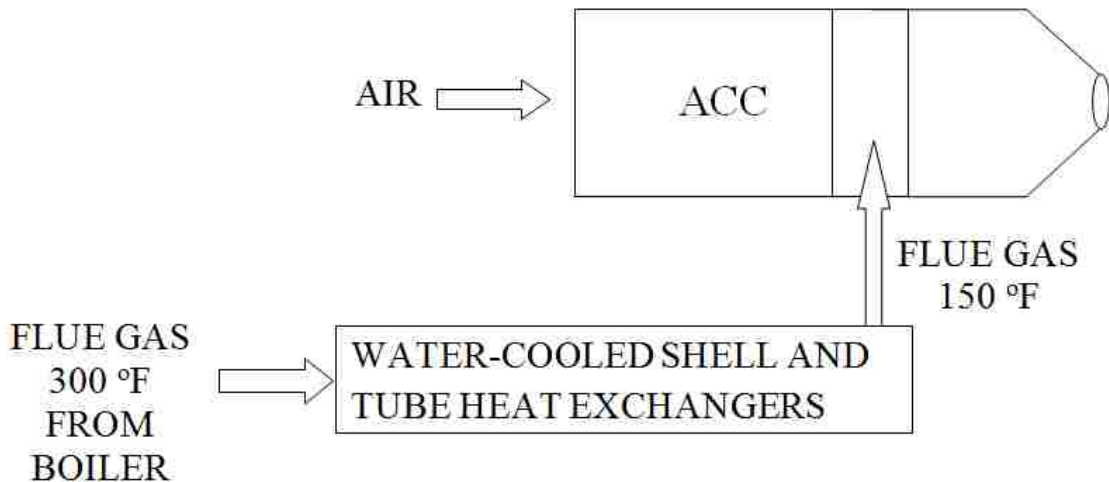 AIR
ACC
FLUE GAS
150 ºF
FLUE GAS
300 ºF
FROM
BOILER
WATER-COOLED SHELL AND
TUBE HEAT EXCHANGERS